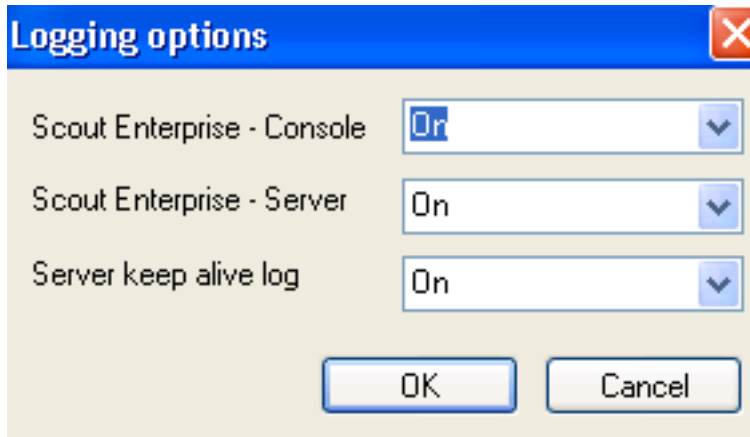 Logging options
Scout Enterprise - Console On
Scout Enterprise - Server On
Server keep alive log On
OK Cancel